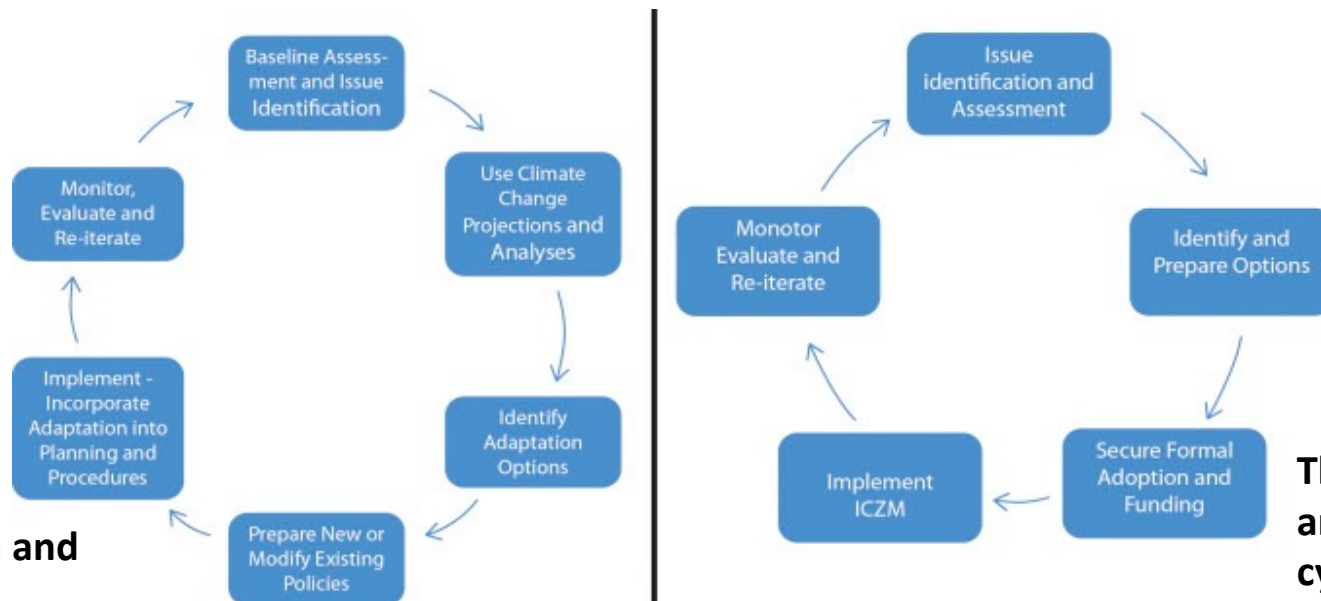 Baseline Assess-
ment and Issue
Identification
Use Climate
Change
Projections and
Analyses
Identify
Adaptation
Options
Prepare New or
Modify Existing
Policies
Implement -
Incorporate
Adaptation into
Planning and
Procedures
Monitor,
Evaluate and
Re-iterate
and
Issue
identification and
Assessment
Identify and
Prepare Options
Secure Formal
Adoption and
Funding
Implement
ICZM
Monotor
Evaluate and
Re-iterate